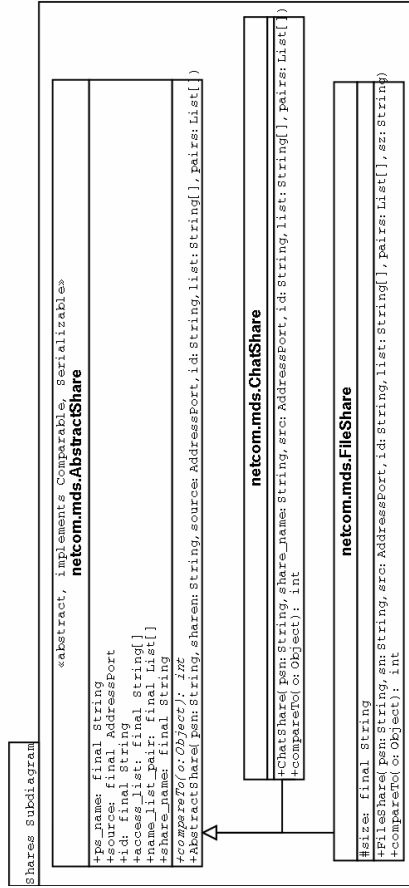 Shares Subdiagram
«abstract, implements Comparable, Serializable»
netcom.mds.AbstractShare
+ps_name: final String
+source: final AddressPort
+id: final String
+access_list: final String[]
+name_list_pair: final List[]
+share_name: final String
+compareTo(o:Object): int
+AbstractShare(psn:String,sharen:String,source:AddressPort,id:String,list:String[],pairs:List[])
netcom.mds.ChatShare
+ChatShare(psn:String,share_name:String,src:AddressPort,id:String,list:String[],pairs:List[])
+compareTo(o:Object): int
netcom.mds.FileShare
#size: final String
+FileShare(psn:String,sn:String,src:AddressPort,id:String,list:String[],pairs:List[],sz:String)
+compareTo(o:Object): int